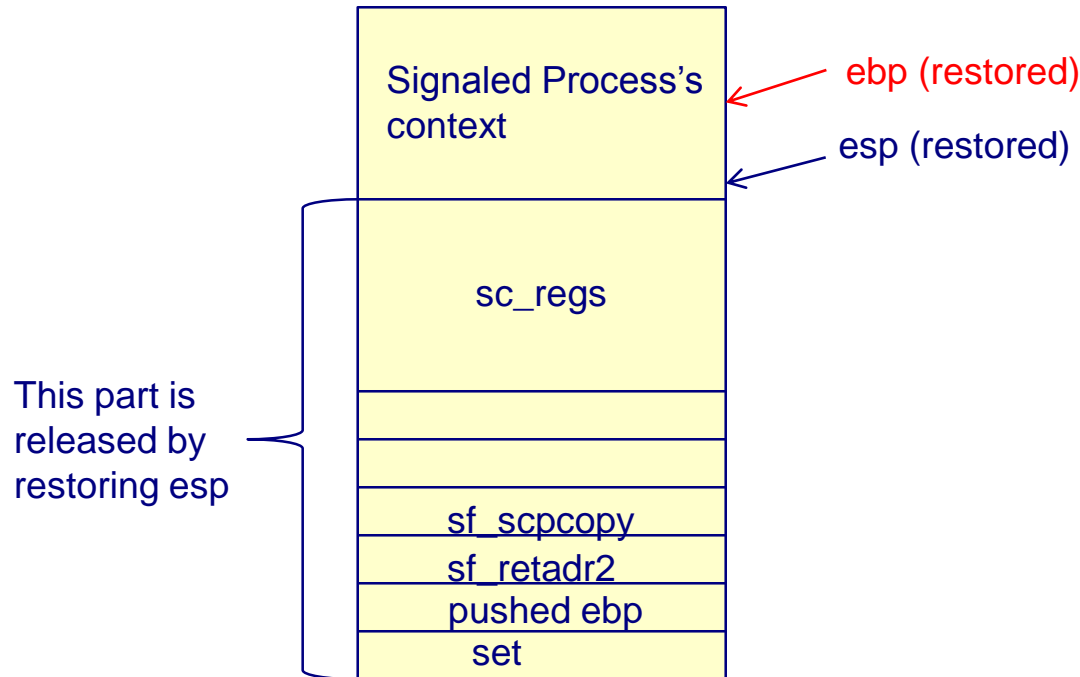 Signaled Process's
context
ebp (restored)
esp (restored)
sc_regs
This part is
released by
restoring esp
sf_scpcopy
sf_retadr2
pushed ebp
set